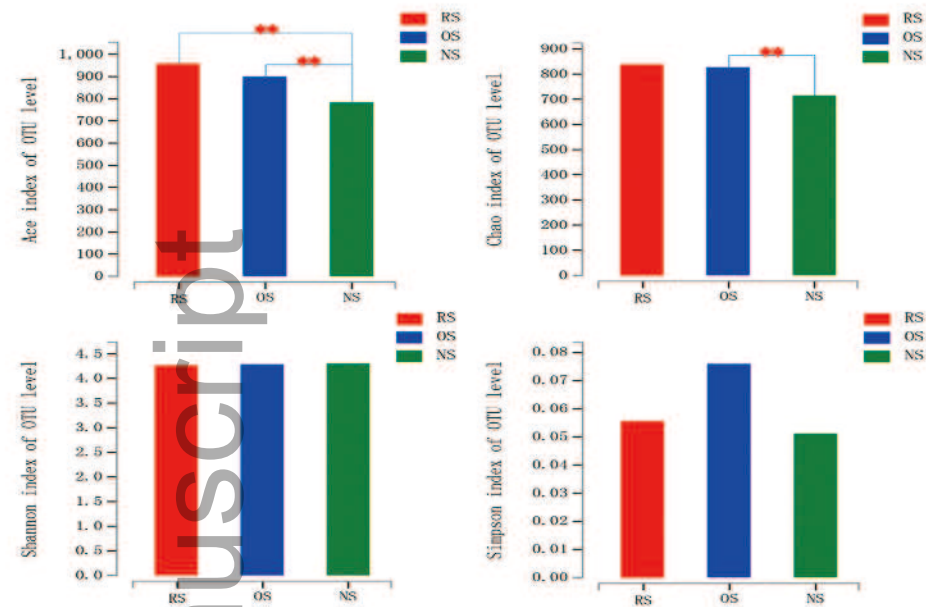 RS
OS
NS
**
**
Ace index of OTU level
1,000
900
800
700
600
500
400
300
200
100
0
RS OS NS
RS
OS
NS
**
Chao index of OTU level
900
800
700
600
500
400
300
200
100
0
RS OS NS
RS
OS
NS
Shannon index of OTU level
4.5
4.0
3.5
3.0
2.5
2.0
1.5
1.0
0.5
0.0
RS OS NS
RS
OS
NS
Simpson index of OTU level
0.08
0.07
0.06
0.05
0.04
0.03
0.02
0.01
0.00
RS OS NS
uscript